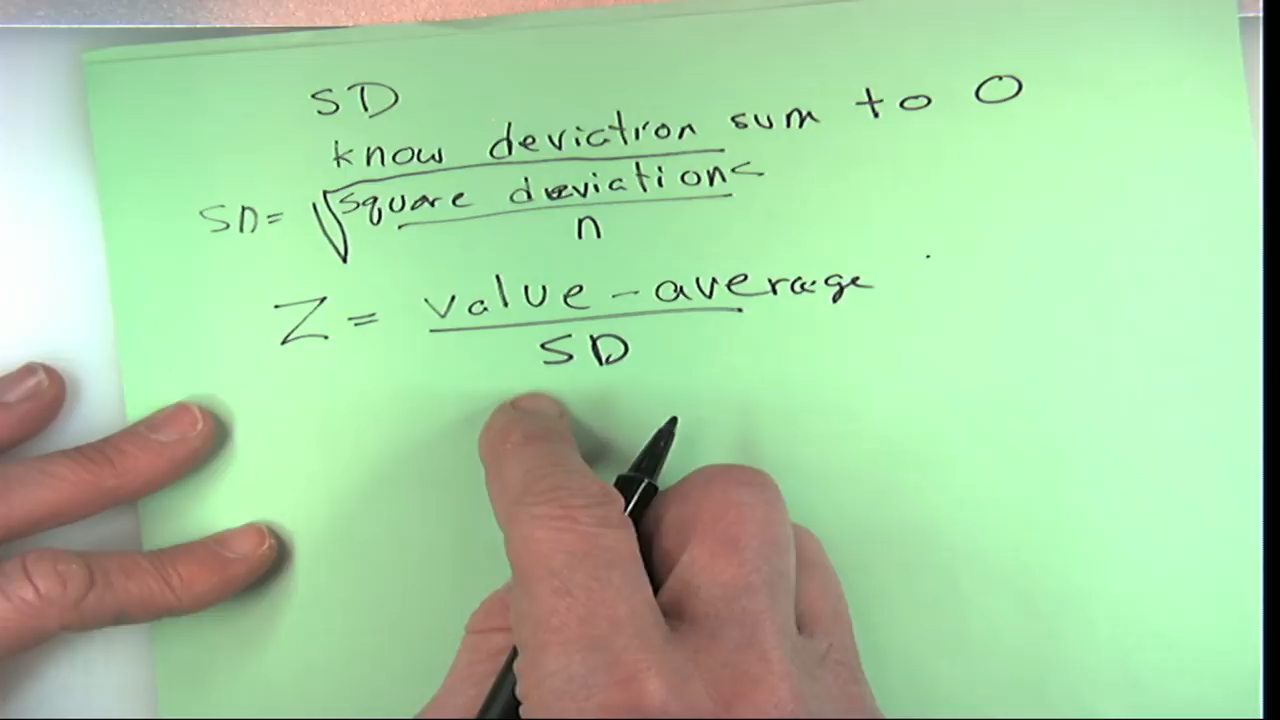 SD
know deviation sum to 0
SD = √square deviations
n
Z = value - average
SD